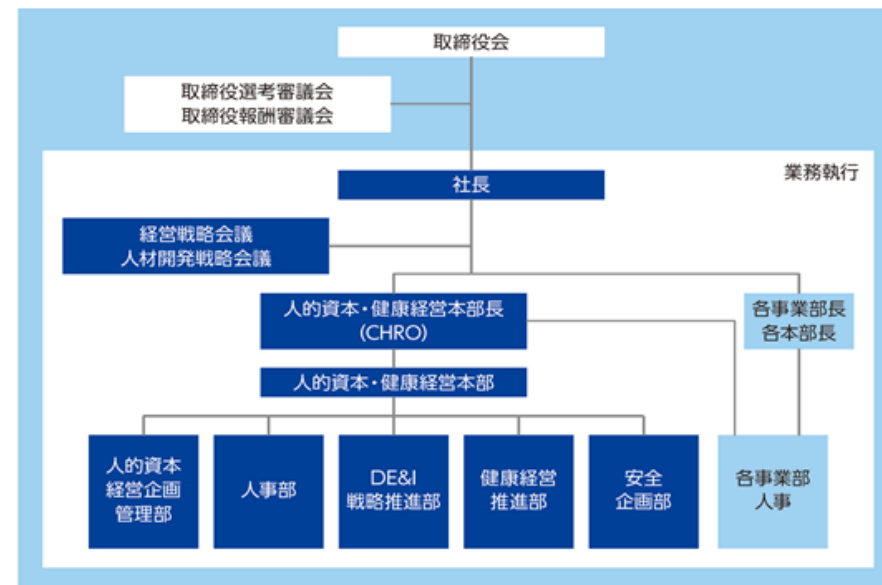 取締役会
取締役選考審議会
取締役報酬審議会
業務執行
社長
経営戦略会議
人材開発戦略会議
人的資本・健康経営本部長
(CHRO)
各事業部長
各本部長
人的資本・健康経営本部
人的資本
経営企画
管理部
人事部
DE&I
戦略推進部
健康経営
推進部
安全
企画部
各事業部
人事